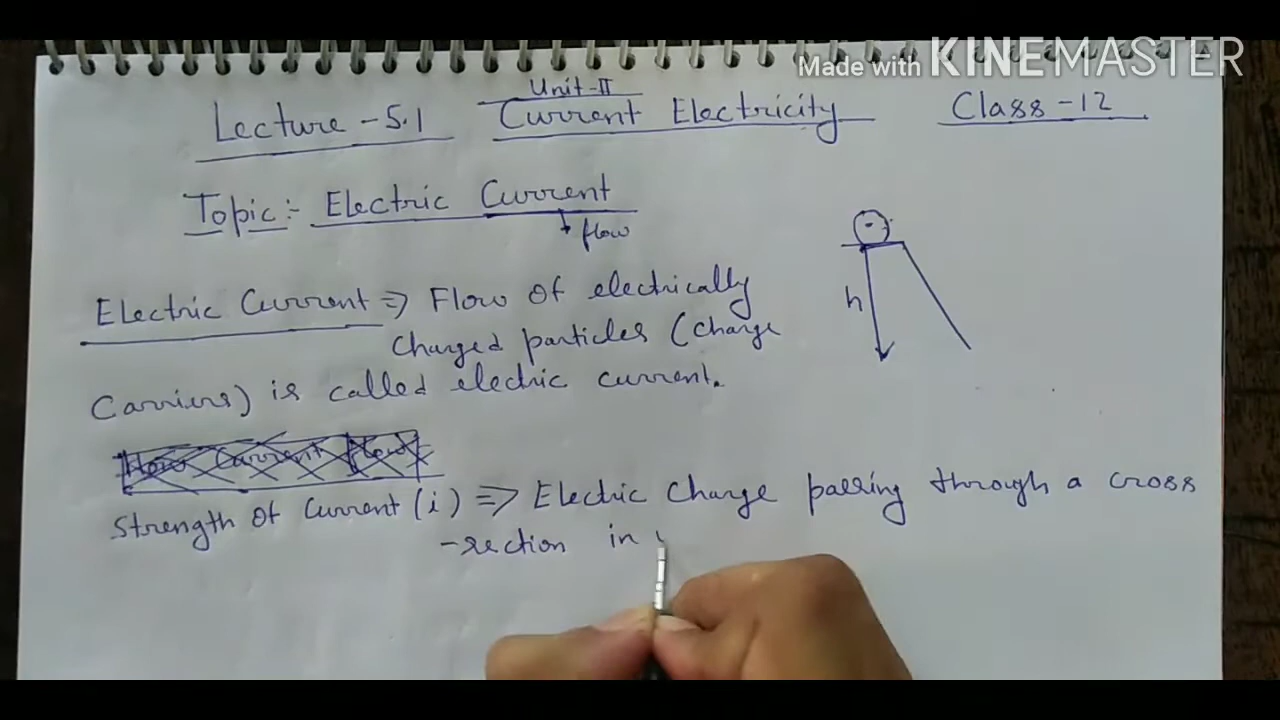 Made with KINEMASTER
Unit-II
Lecture - 5.1 Current Electricity Class-12
Topic:- Electric Current
flow
Electric Current => Flow of electrically
charged particles (charge
h
Carriers) is called electric current.
Strength of Current (i) => Electric Charge passing through a cross
-section in